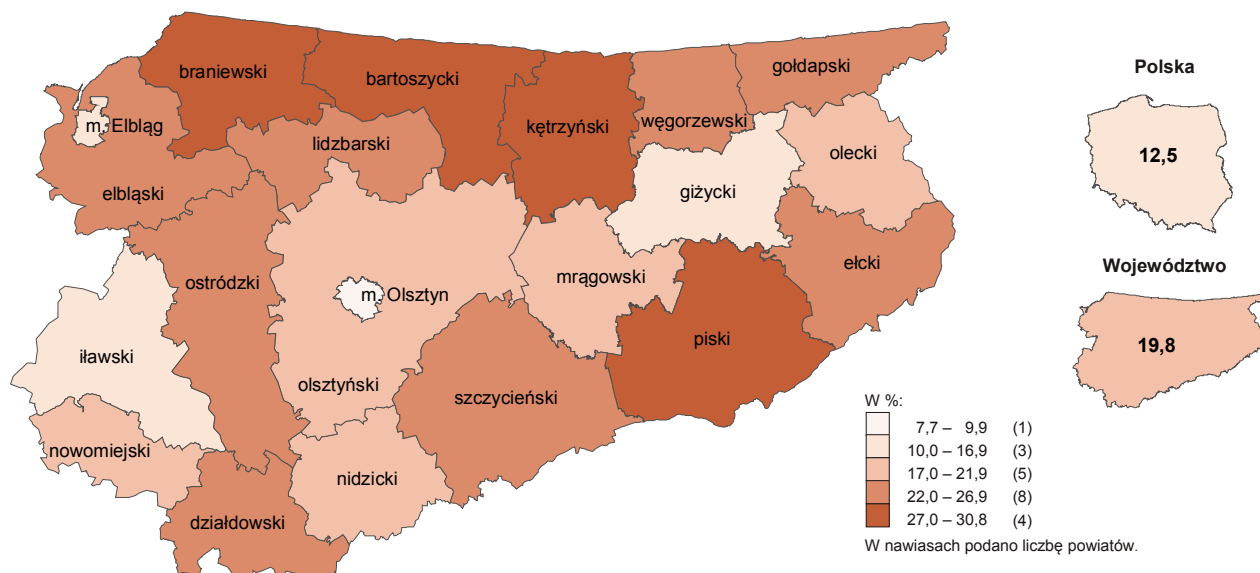 braniewski
bartoszycki
gołdapski
kętrzyński
węgorzewski
m. Elbląg
lidzbarski
olecki
elbląski
giżycki
ełcki
mrągowski
ostródzki
m. Olsztyn
piski
iławski
olsztyński
szczycieński
nowomiejski
nidzicki
działdowski
Polska
12,5
Województwo
19,8
W %:
7,7 – 9,9 (1)
10,0 – 16,9 (3)
17,0 – 21,9 (5)
22,0 – 26,9 (8)
27,0 – 30,8 (4)
W nawiasach podano liczbę powiatów.